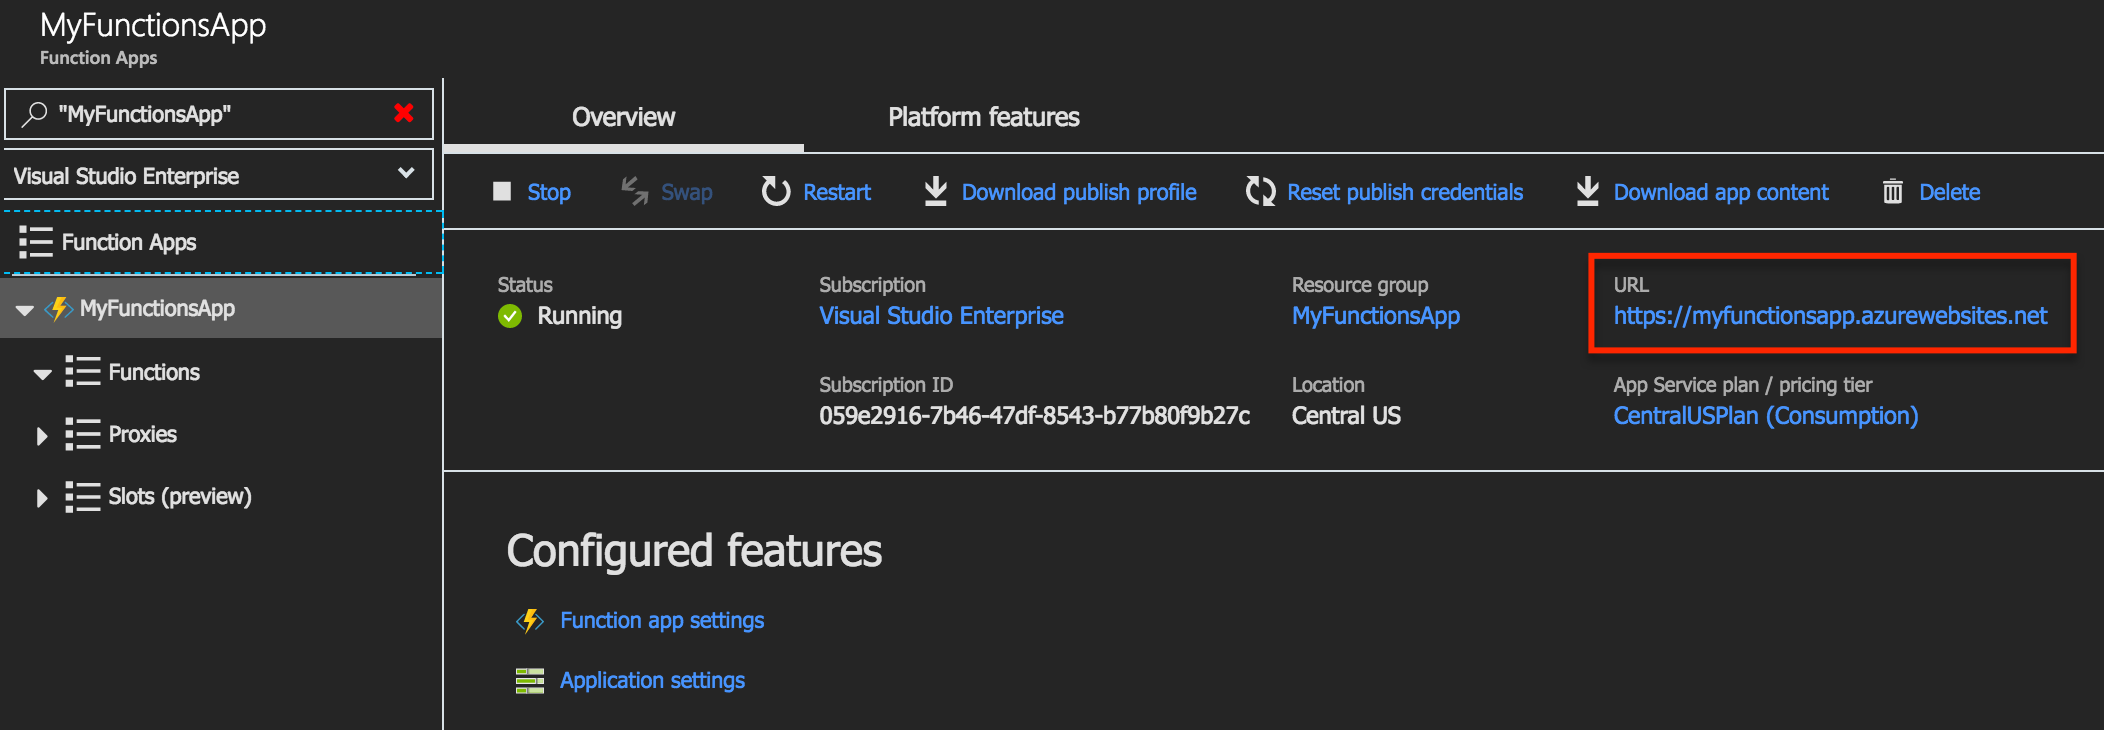 MyFunctionsApp
Function Apps
"MyFunctionsApp"
Visual Studio Enterprise
Function Apps
MyFunctionsApp
Functions
Proxies
Slots (preview)
Overview Platform features
Stop Swap Restart Download publish profile Reset publish credentials Download app content Delete
Status Subscription Resource group URL
Running Visual Studio Enterprise MyFunctionsApp https://myfunctionsapp.azurewebsites.net
Subscription ID Location App Service plan / pricing tier
059e2916-7b46-47df-8543-b77b80f9b27c Central US CentralUSPlan (Consumption)
Configured features
Function app settings
Application settings